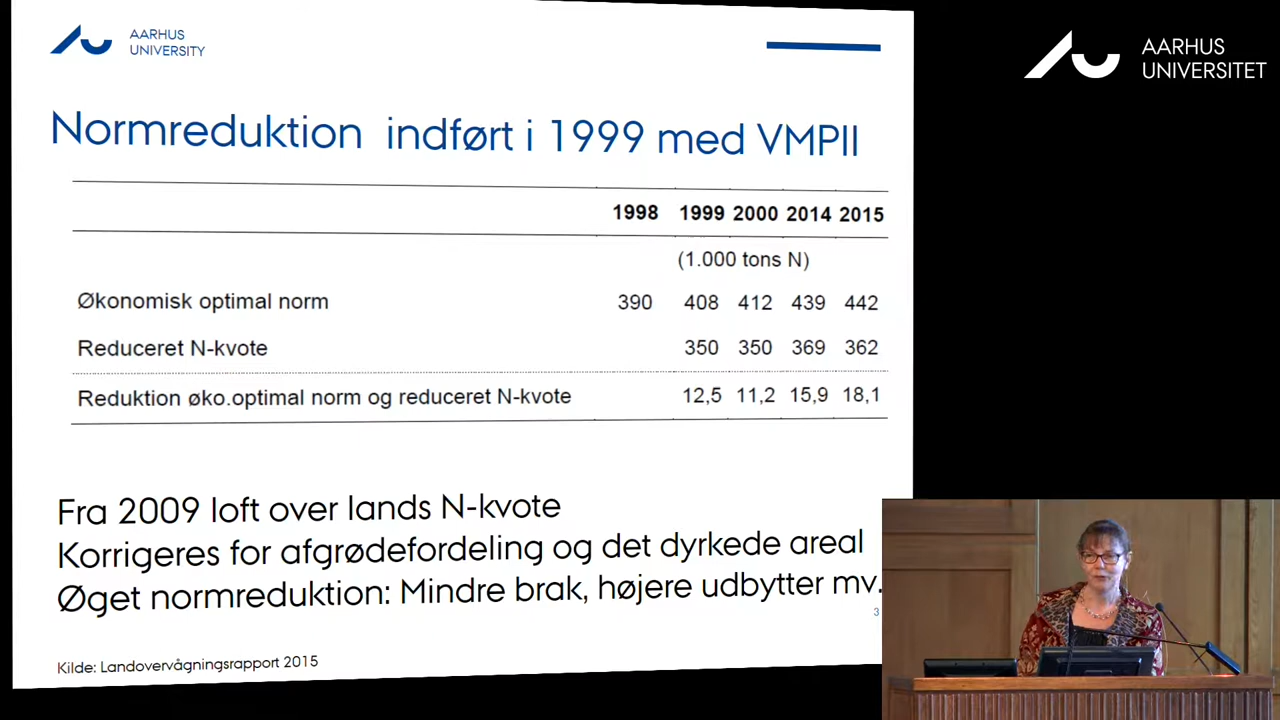 AARHUS
UNIVERSITY
AARHUS
UNIVERSITET
Normreduktion indført i 1999 med VMPII
1998 1999 2000 2014 2015
(1.000 tons N)
Økonomisk optimal norm 390 408 412 439 442
Reduceret N-kvote 350 350 369 362
Reduktion øko.optimal norm og reduceret N-kvote 12,5 11,2 15,9 18,1
Fra 2009 loft over lands N-kvote
Korrigeres for afgrødefordeling og det dyrkede areal
Øget normreduktion: Mindre brak, højere udbytter mv.
3
Kilde: Landovervågningsrapport 2015